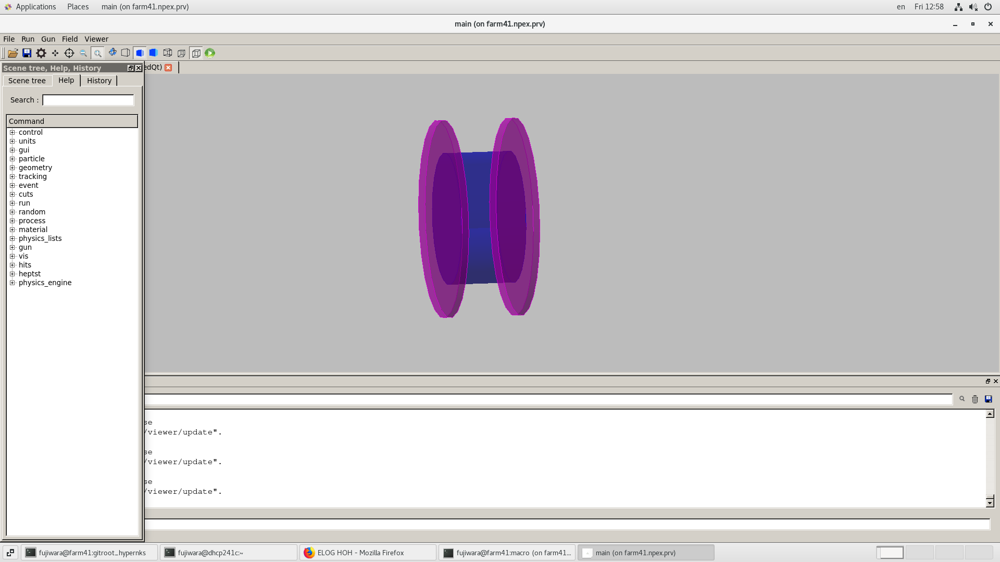 Applications Places main (on farm41.npex.prv) en Fri 12:58
main (on farm41.npex.prv)
File Run Gun Field Viewer
Scene tree, Help, History
edQt)
Scene tree Help History
Search :
Command
control
units
gui
particle
geometry
tracking
event
cuts
run
random
process
material
physics_lists
gun
vis
hits
heptst
physics_engine
se
/viewer/update".
se
/viewer/update".
se
/viewer/update".
fujiwara@farm41:gitroot_hypernks fujiwara@dhcp241c:~ ELOG HOH - Mozilla Firefox fujiwara@farm41:macro (on farm41... main (on farm41.npex.prv)